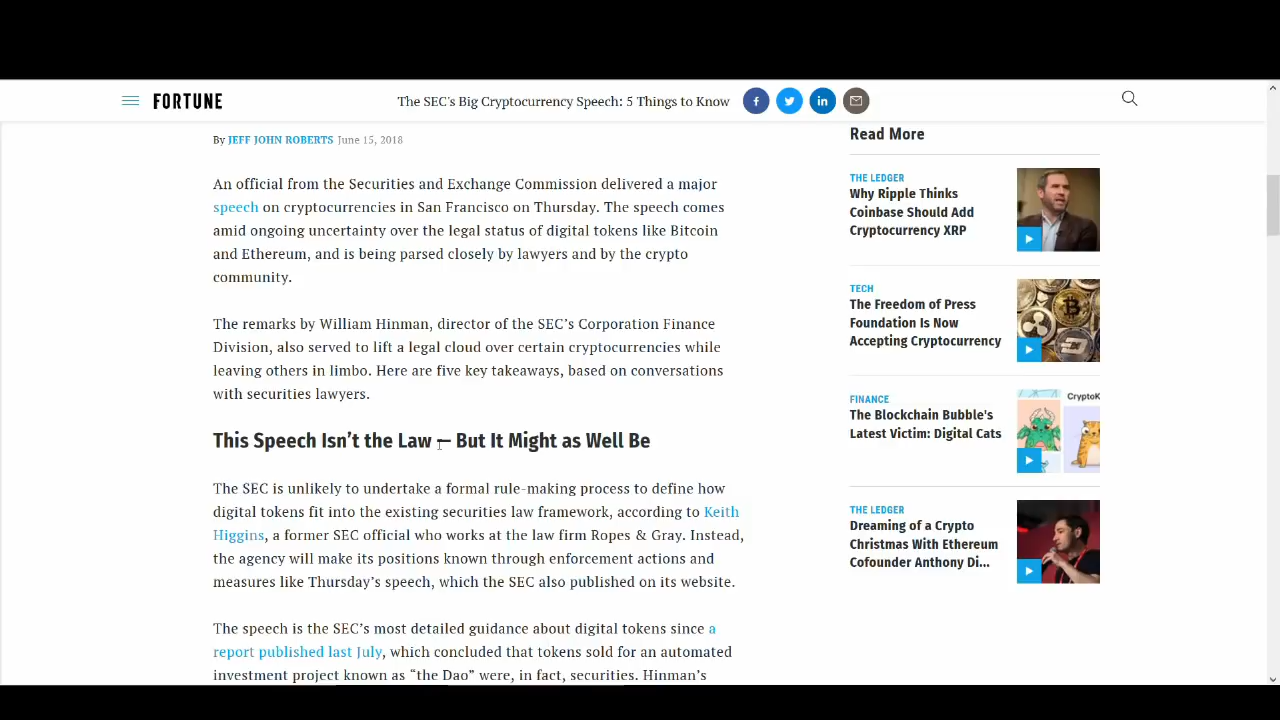 FORTUNE
The SEC's Big Cryptocurrency Speech: 5 Things to Know
By JEFF JOHN ROBERTS June 15, 2018
An official from the Securities and Exchange Commission delivered a major
speech on cryptocurrencies in San Francisco on Thursday. The speech comes
amid ongoing uncertainty over the legal status of digital tokens like Bitcoin
and Ethereum, and is being parsed closely by lawyers and by the crypto
community.
The remarks by William Hinman, director of the SEC’s Corporation Finance
Division, also served to lift a legal cloud over certain cryptocurrencies while
leaving others in limbo. Here are five key takeaways, based on conversations
with securities lawyers.
This Speech Isn’t the Law — But It Might as Well Be
The SEC is unlikely to undertake a formal rule-making process to define how
digital tokens fit into the existing securities law framework, according to Keith
Higgins, a former SEC official who works at the law firm Ropes & Gray. Instead,
the agency will make its positions known through enforcement actions and
measures like Thursday’s speech, which the SEC also published on its website.
The speech is the SEC’s most detailed guidance about digital tokens since a
report published last July, which concluded that tokens sold for an automated
investment project known as “the Dao” were, in fact, securities. Hinman’s
Read More
THE LEDGER
Why Ripple Thinks
Coinbase Should Add
Cryptocurrency XRP
TECH
The Freedom of Press
Foundation Is Now
Accepting Cryptocurrency
FINANCE
The Blockchain Bubble's
Latest Victim: Digital Cats
CryptoK
THE LEDGER
Dreaming of a Crypto
Christmas With Ethereum
Cofounder Anthony Di...